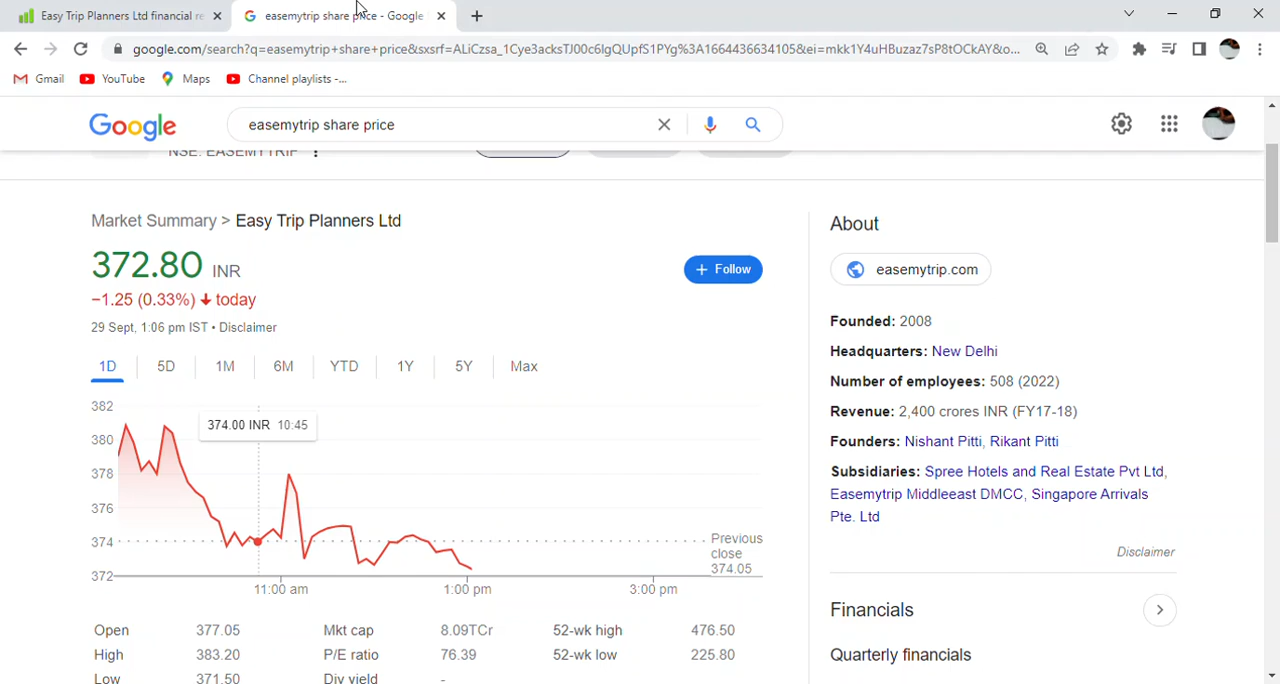 Easy Trip Planners Ltd financial re
easemytrip share price - Google
google.com/search?q=easemytrip+share+price&sxsrf=ALiCzsa_1Cye3acksTJ00c6IgQUpfS1PYg%3A1664436634105&ei=mkk1Y4uHBuzaz7sP8tOCkAY&o...
Gmail YouTube Maps Channel playlists -...
Google easemytrip share price
NSE: EASEMYTRIP
Market Summary > Easy Trip Planners Ltd
372.80 INR
+ Follow
−1.25 (0.33%) ↓ today
29 Sept, 1:06 pm IST • Disclaimer
1D 5D 1M 6M YTD 1Y 5Y Max
382
380
378
376
374
372
374.00 INR 10:45
Previous
close
374.05
11:00 am 1:00 pm 3:00 pm
Open 377.05 Mkt cap 8.09TCr 52-wk high 476.50
High 383.20 P/E ratio 76.39 52-wk low 225.80
Low 371.50 Div yield -
About
easemytrip.com
Founded: 2008
Headquarters: New Delhi
Number of employees: 508 (2022)
Revenue: 2,400 crores INR (FY17-18)
Founders: Nishant Pitti, Rikant Pitti
Subsidiaries: Spree Hotels and Real Estate Pvt Ltd,
Easemytrip Middleeast DMCC, Singapore Arrivals
Pte. Ltd
Disclaimer
Financials
Quarterly financials